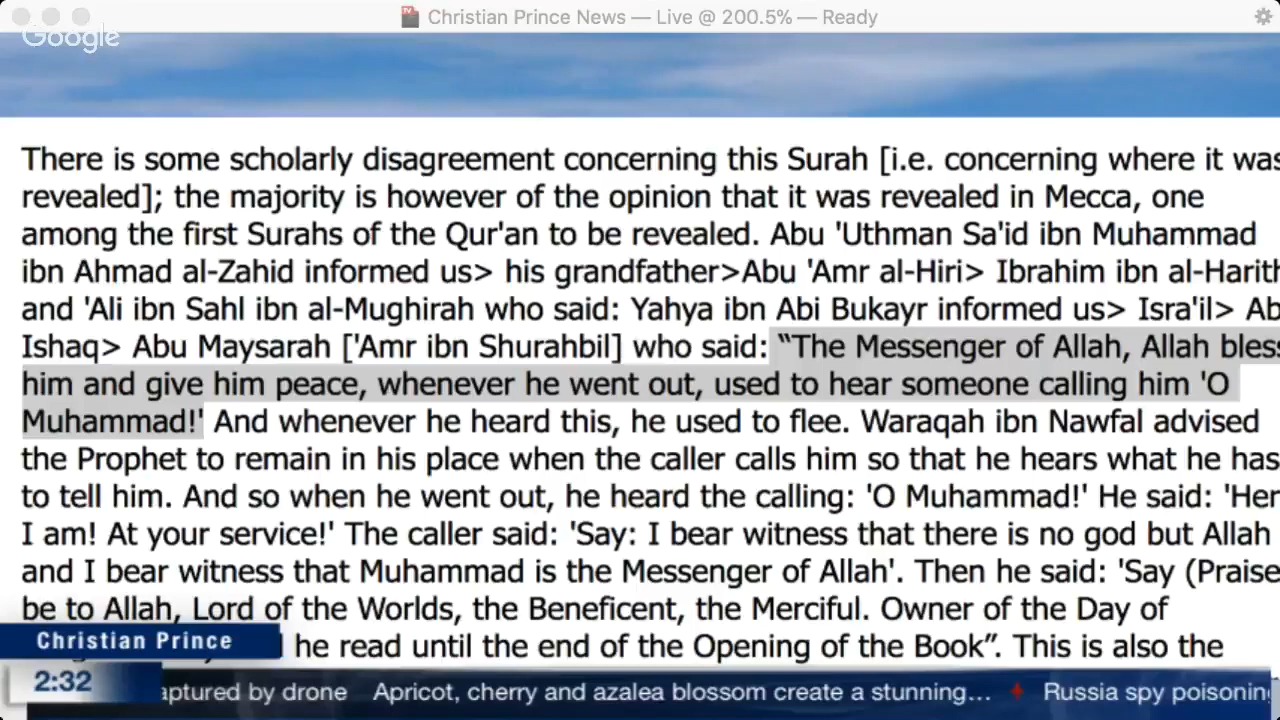 Christian Prince News — Live @ 200.5% — Ready
Google
There is some scholarly disagreement concerning this Surah [i.e. concerning where it was
revealed]; the majority is however of the opinion that it was revealed in Mecca, one
among the first Surahs of the Qur'an to be revealed. Abu 'Uthman Sa'id ibn Muhammad
ibn Ahmad al-Zahid informed us> his grandfather>Abu 'Amr al-Hiri> Ibrahim ibn al-Harith
and 'Ali ibn Sahl ibn al-Mughirah who said: Yahya ibn Abi Bukayr informed us> Isra'il> Ab
Ishaq> Abu Maysarah ['Amr ibn Shurahbil] who said: “The Messenger of Allah, Allah bless
him and give him peace, whenever he went out, used to hear someone calling him 'O
Muhammad!' And whenever he heard this, he used to flee. Waraqah ibn Nawfal advised
the Prophet to remain in his place when the caller calls him so that he hears what he has
to tell him. And so when he went out, he heard the calling: 'O Muhammad!' He said: 'Her
I am! At your service!' The caller said: 'Say: I bear witness that there is no god but Allah
and I bear witness that Muhammad is the Messenger of Allah'. Then he said: 'Say (Praise
be to Allah, Lord of the Worlds, the Beneficent, the Merciful. Owner of the Day of
he read until the end of the Opening of the Book”. This is also the
Christian Prince
2:32
aptured by drone Apricot, cherry and azalea blossom create a stunning... Russia spy poisoning